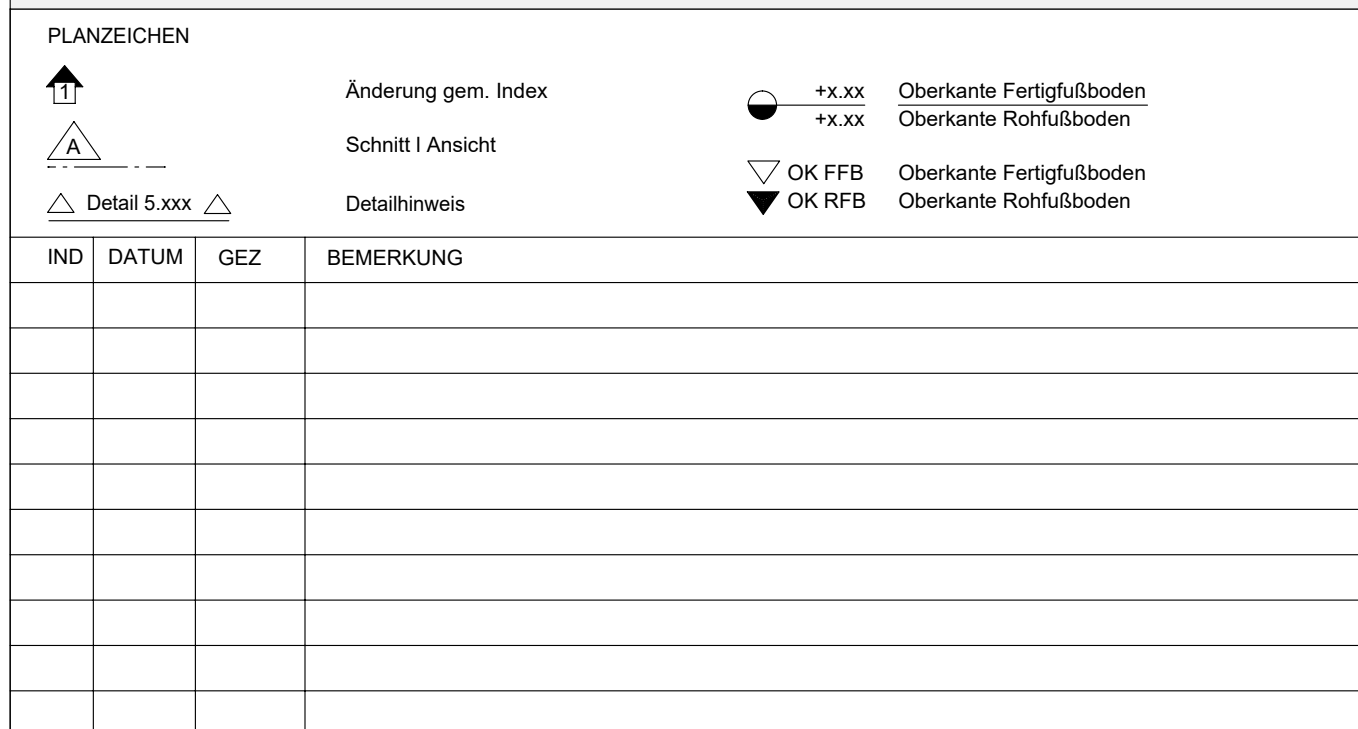 PLANZEICHEN
1 Änderung gem. Index
A Schnitt I Ansicht
Detail 5.xxx Detailhinweis
+x.xx Oberkante Fertigfußboden
+x.xx Oberkante Rohfußboden
OK FFB Oberkante Fertigfußboden
OK RFB Oberkante Rohfußboden
IND DATUM GEZ BEMERKUNG